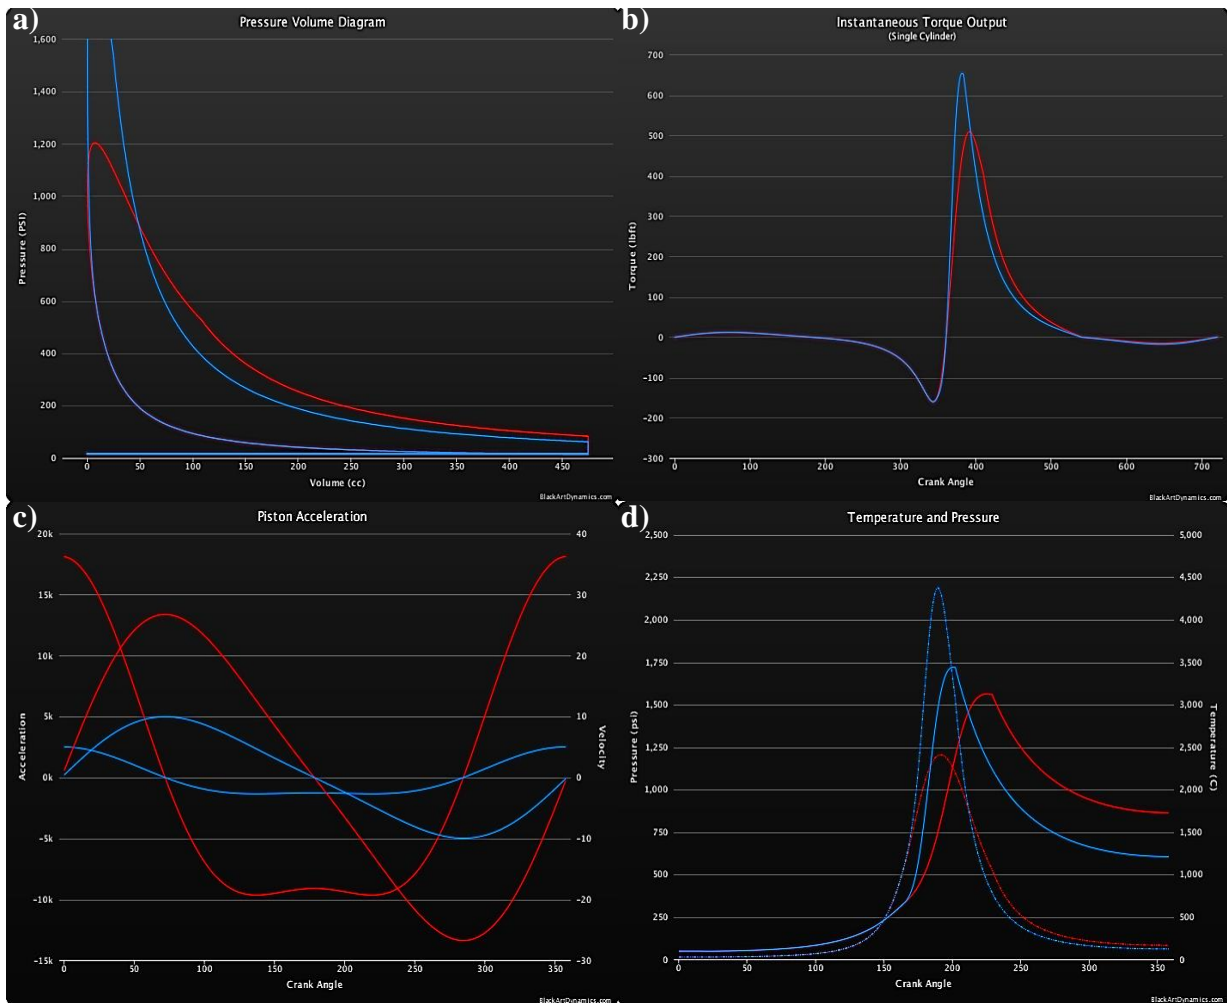 a)
Pressure Volume Diagram
1,600
1,400
1,200
1,000
800
600
400
200
0
Pressure (PSI)
0 50 100 150 200 250 300 350 400 450
Volume (cc)
BlackArtDynamics.com
b)
Instantaneous Torque Output
(Single Cylinder)
700
600
500
400
300
200
100
0
-100
-200
-300
Torque (lbft)
0 100 200 300 400 500 600 700
Crank Angle
BlackArtDynamics.com
c)
Piston Acceleration
20k
15k
10k
5k
0k
-5k
-10k
-15k
Acceleration
40
30
20
10
0
-10
-20
-30
Velocity
0 50 100 150 200 250 300 350
Crank Angle
BlackArtDynamics.com
d)
Temperature and Pressure
2,500
2,250
2,000
1,750
1,500
1,250
1,000
750
500
250
0
Pressure (psi)
5,000
4,500
4,000
3,500
3,000
2,500
2,000
1,500
1,000
500
0
Temperature (C)
0 50 100 150 200 250 300 350
Crank Angle
BlackArtDynamics.com